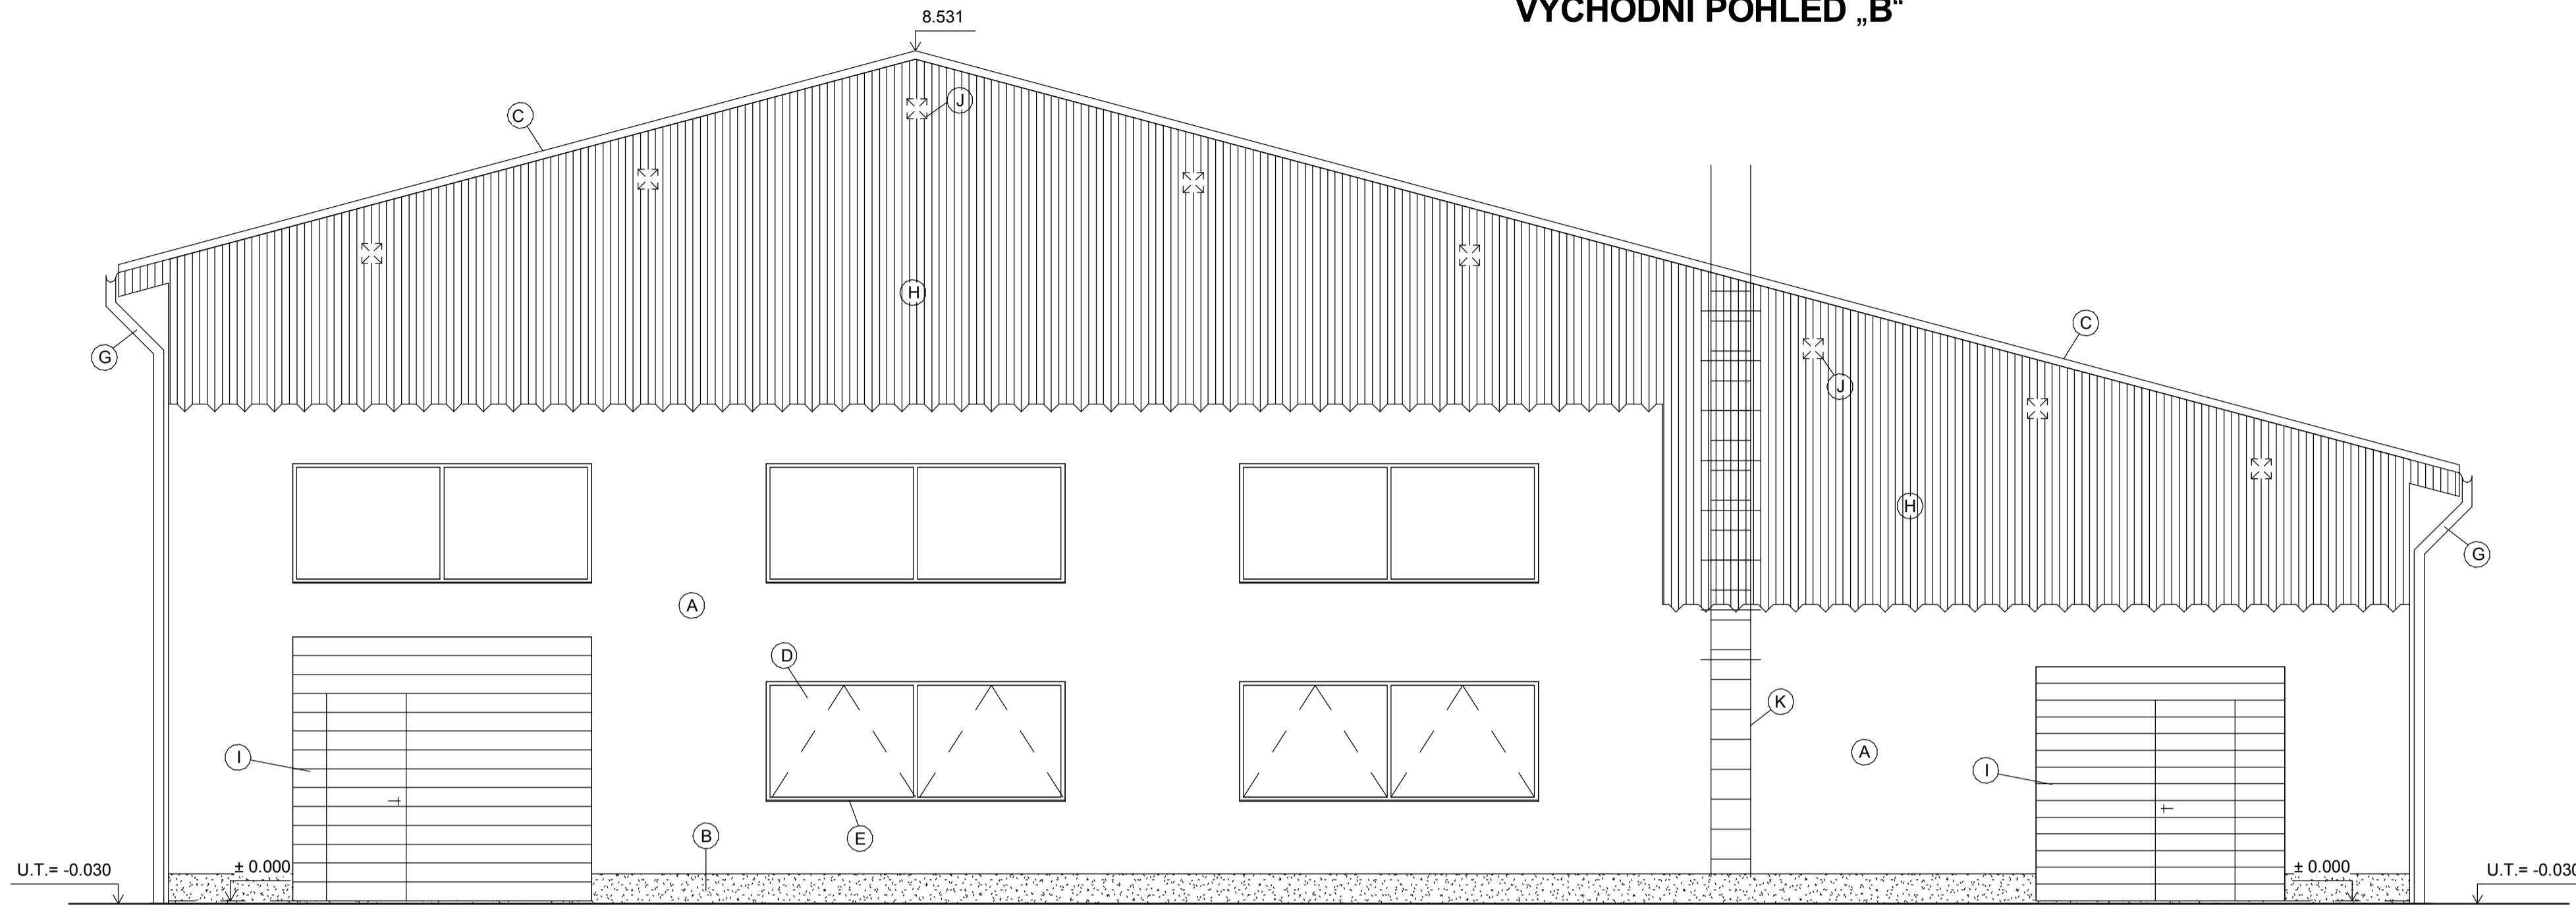 VÝCHODNÍ POHLED „B“
8.531
J
C
H
C
G
J
H
G
A
D
K
A
I
I
B
E
U.T.= -0.030
± 0.000
± 0.000
U.T.= -0.030